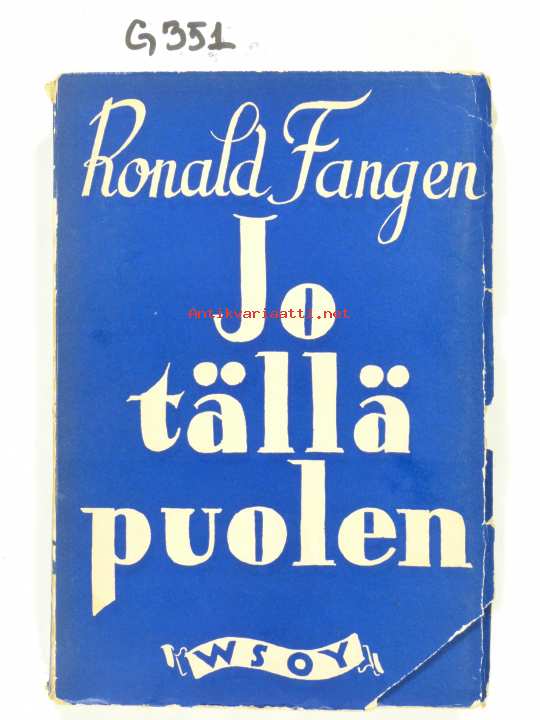 G351
Ronald Fangen
Jo
Antikvariaatti.net
tällä
puolen
WSOY